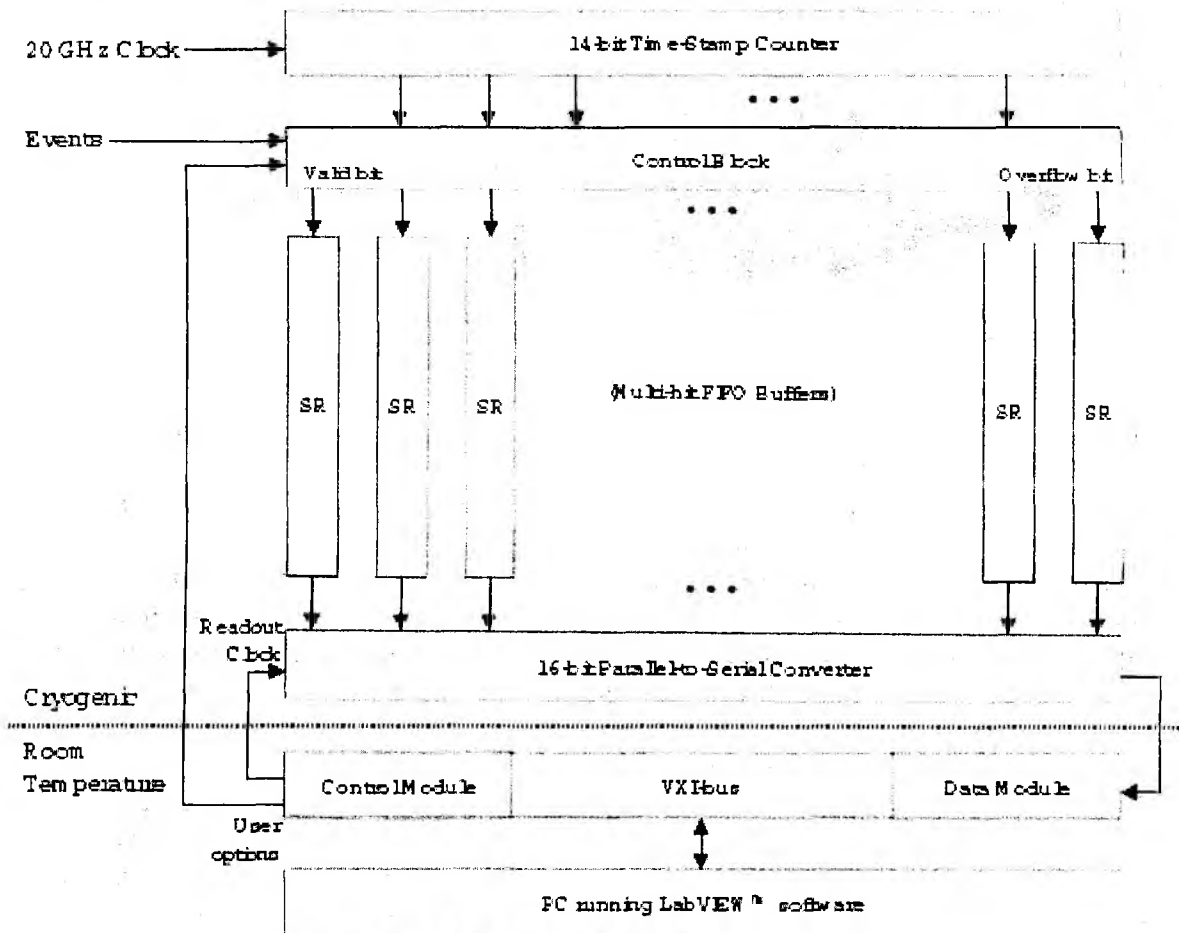 20 GHz Clock
14-bit Time-Stamp Counter
Events
Control Block
Valid bit
Overflow bit
SR
SR
SR
(Multi-hit FIFO Buffers)
SR
SR
Readout
Clock
16-bit Parallel-to-Serial Converter
Cryogenic
Room
Temperature
Control Module
VXI-bus
Data Module
User
options
PC running LabVIEW™ software